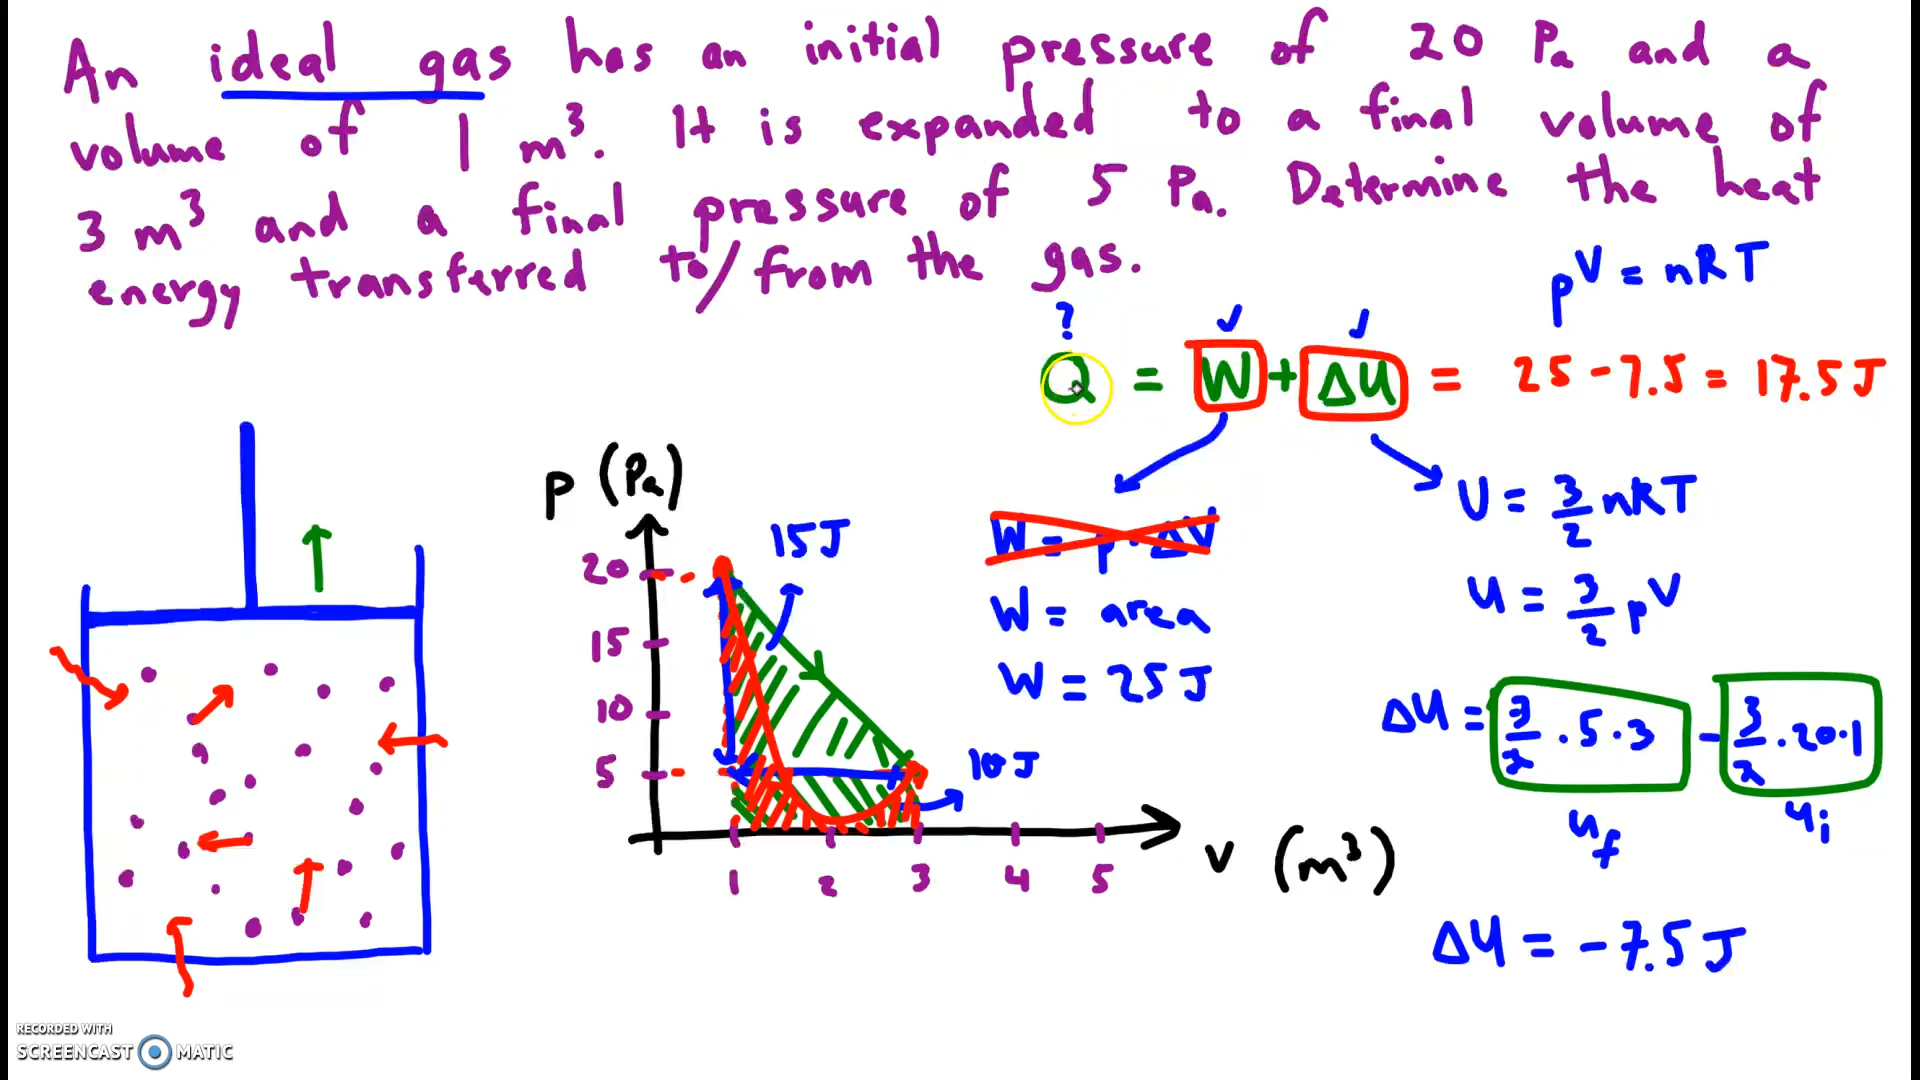 An ideal gas has an initial pressure of 20 Pa and a
volume of 1 m³. It is expanded to a final volume of
3 m³ and a final pressure of 5 Pa. Determine the heat
energy transferred to/from the gas.
pV = nRT
? ✓ ✓
Q = W + ΔU = 25 - 7.5 = 17.5 J
p (Pa)
20
15
10
5
15 J
10 J
1 2 3 4 5
V (m³)
W = p · ΔV
W = area
W = 25 J
U = 3/2 nRT
U = 3/2 pV
ΔU = 3/2 · 5 · 3 - 3/2 · 20 · 1
Uf Ui
ΔU = -7.5 J
RECORDED WITH
SCREENCAST MATIC